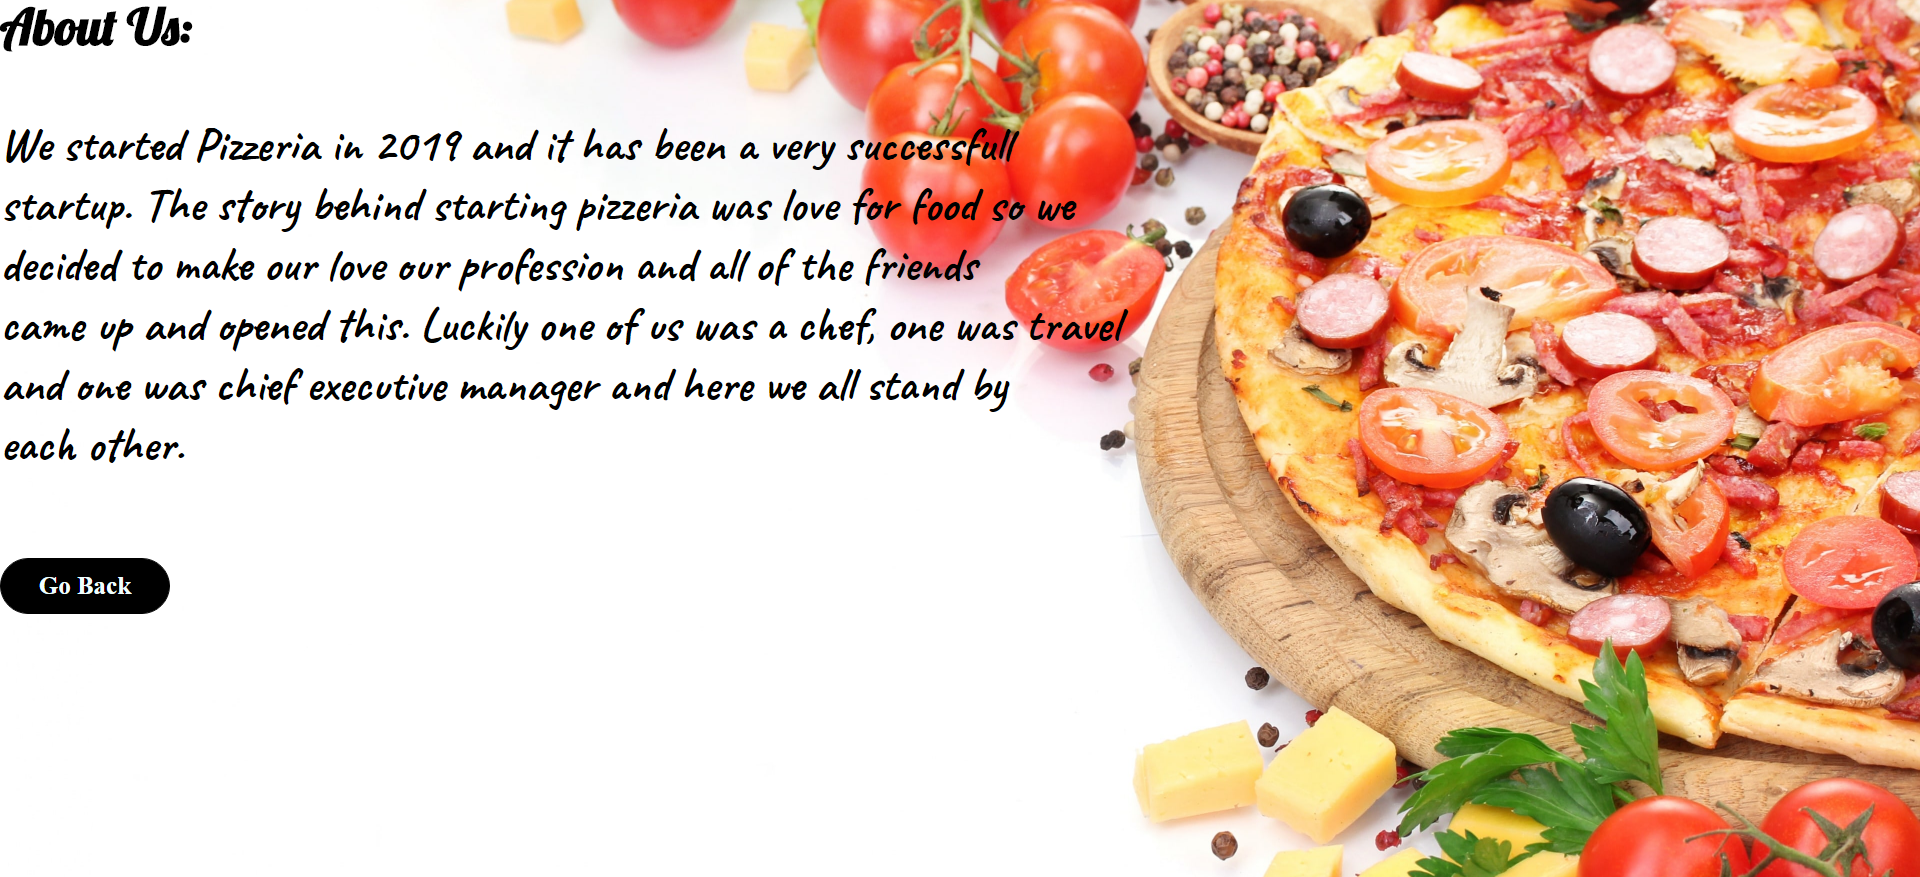 About Us:
We started Pizzeria in 2019 and it has been a very successfull
startup. The story behind starting pizzeria was love for food so we
decided to make our love our profession and all of the friends
came up and opened this. Luckily one of us was a chef, one was travel
and one was chief executive manager and here we all stand by
each other.
Go Back